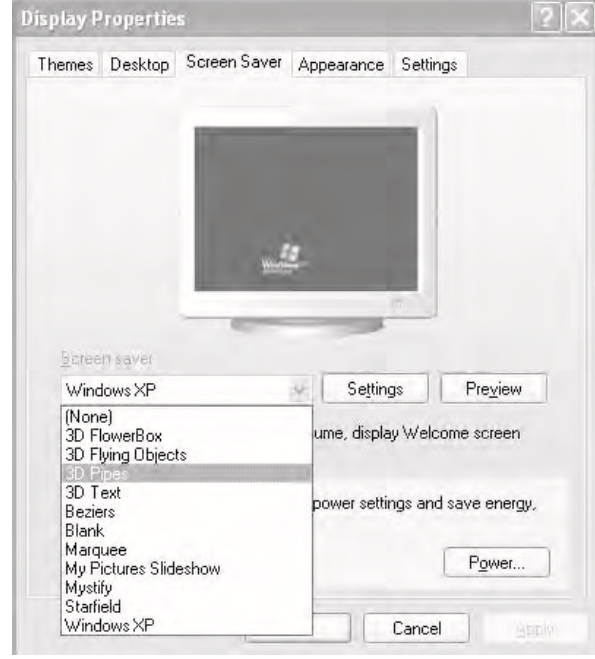 Display Properties
Themes Desktop Screen Saver Appearance Settings
Windows
Screen saver
Windows XP Settings Preview
(None)
3D FlowerBox
ume, display Welcome screen
3D Flying Objects
3D Pipes
3D Text
power settings and save energy,
Beziers
Blank
Marquee
My Pictures Slideshow
Power...
Mystify
Starfield
Windows XP
Cancel Apply